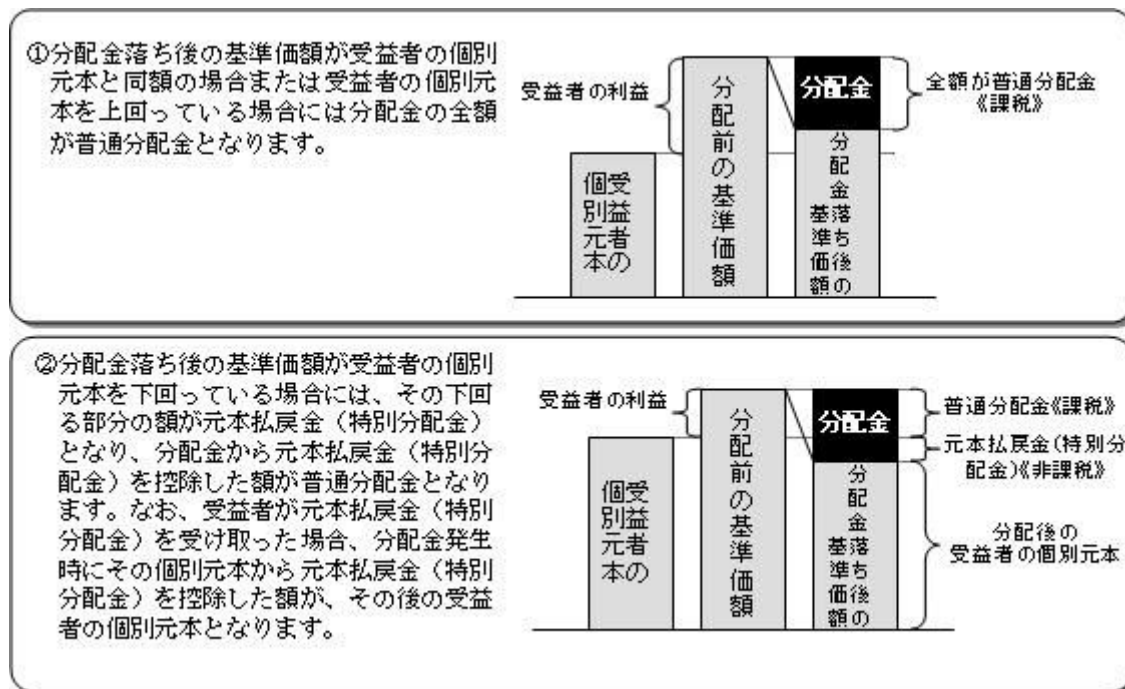 ①分配金落ち後の基準価額が受益者の個別
元本と同額の場合または受益者の個別元
本を上回っている場合には分配金の全額
が普通分配金となります。
受益者の利益
受益者の
個別元本
分配前の基準価額
分配金
分配金落ち後の
基準価額
全額が普通分配金
《課税》
②分配金落ち後の基準価額が受益者の個別
元本を下回っている場合には、その下回
る部分の額が元本払戻金（特別分配金）
となり、分配金から元本払戻金（特別分
配金）を控除した額が普通分配金となり
ます。なお、受益者が元本払戻金（特別
分配金）を受け取った場合、分配金発生
時にその個別元本から元本払戻金（特別
分配金）を控除した額が、その後の受益
者の個別元本となります。
受益者の利益
受益者の
個別元本
分配前の基準価額
分配金
分配金落ち後の
基準価額
普通分配金《課税》
元本払戻金(特別分
配金)《非課税》
分配後の
受益者の個別元本